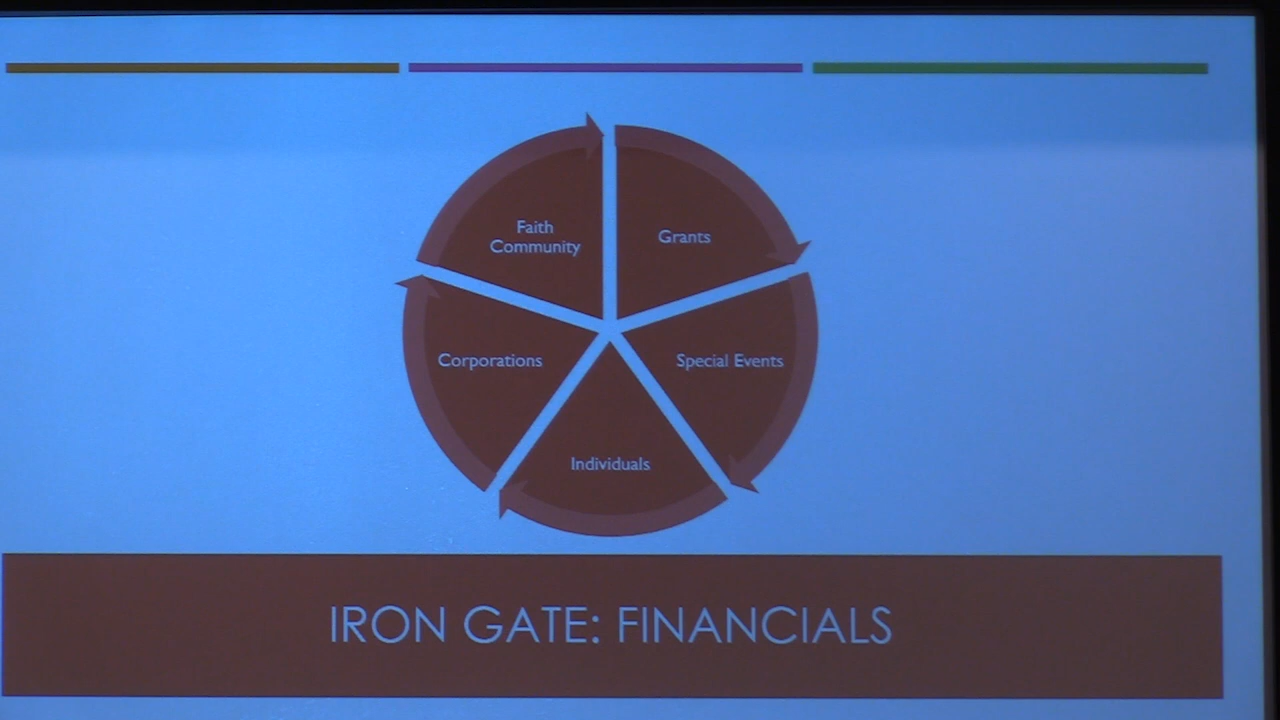 Faith
Community
Grants
Corporations
Special Events
Individuals
IRON GATE: FINANCIALS